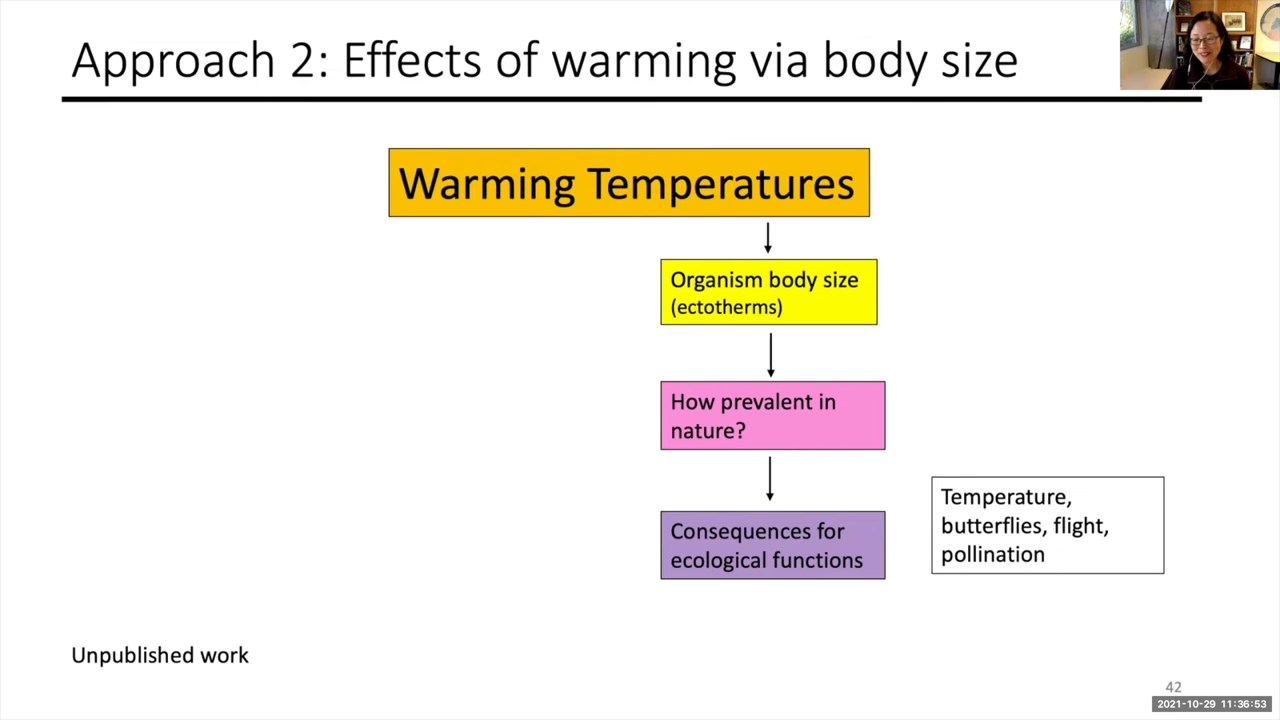 Approach 2: Effects of warming via body size
Warming Temperatures
Organism body size
(ectotherms)
How prevalent in
nature?
Consequences for
ecological functions
Temperature,
butterflies, flight,
pollination
Unpublished work
42
2021-10-29 11:36:53